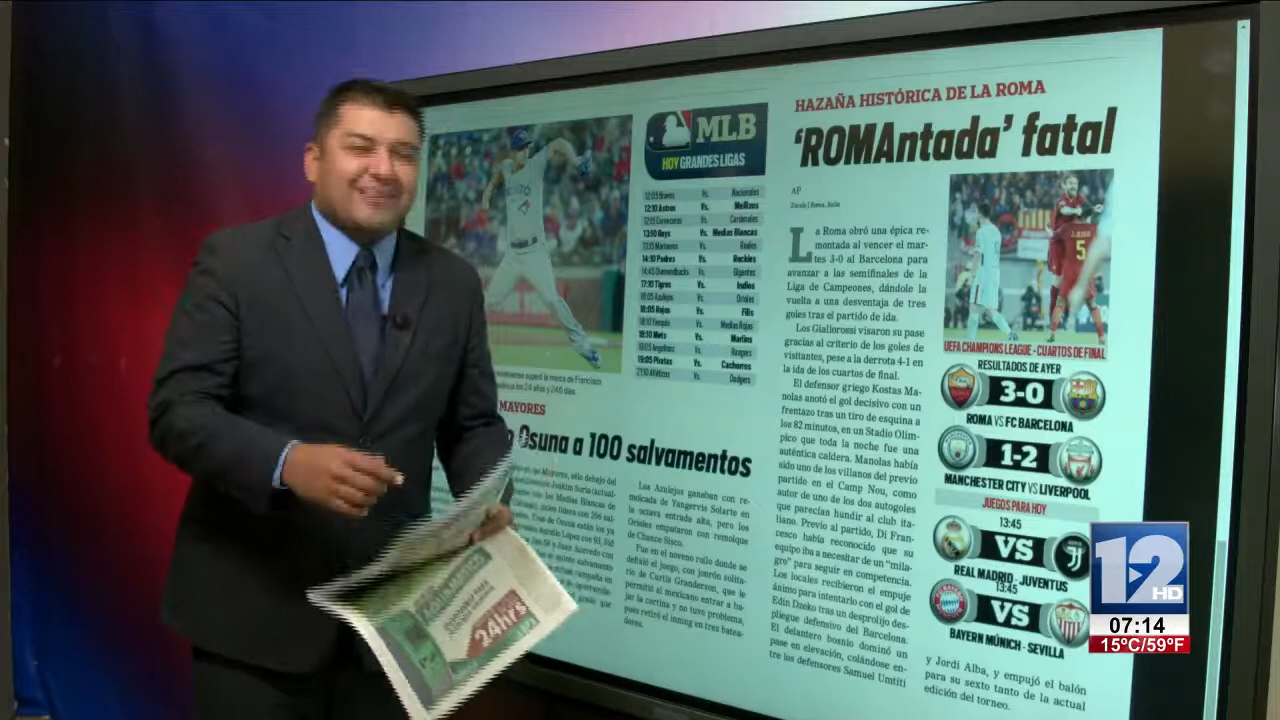 MLB
HOY GRANDES LIGAS
12:05 Braves Vs. Nacionales
12:10 Astros Vs. Mellizos
12:15 Cerveceros Vs. Cardenales
13:10 Rays Vs. Medias Blancas
13:15 Marineros Vs. Reales
14:10 Padres Vs. Rockies
14:45 Diamondbacks Vs. Gigantes
17:10 Tigres Vs. Indios
18:05 Azulejos Vs. Orioles
18:05 Rojos Vs. Filis
18:10 Yanquis Vs. Medias Rojas
18:10 Mets Vs. Marlins
19:05 Angelinos Vs. Rangers
19:05 Piratas Vs. Cachorros
21:10 Atléticos Vs. Dodgers
superó la marca de Francisco
los 24 años y 246 días.
MAYORES
Osuna a 100 salvamentos
Los Azulejos ganaban con re-
molcada de Yangervis Solarte en
la octava entrada alta, pero los
Orioles empataron con remolque
de Chance Sisco.
Fue en el noveno rollo donde se
definió el juego, con jonrón solita-
rio de Curtis Granderson, que le
permitió al mexicano entrar a ba-
jar la cortina y no tuvo problema,
pues retiró el inning en tres batea-
dores.
HAZAÑA HISTÓRICA DE LA ROMA
'ROMAntada' fatal
AP
Zócalo | Roma, Italia
La Roma obró una épica re-
montada al vencer el mar-
tes 3-0 al Barcelona para
avanzar a las semifinales de la
Liga de Campeones, dándole la
vuelta a una desventaja de tres
goles tras el partido de ida.
Los Giallorossi visaron su pase
gracias al criterio de los goles de
visitantes, pese a la derrota 4-1 en
la ida de los cuartos de final.
El defensor griego Kostas Ma-
nolas anotó el gol decisivo con un
frentazo tras un tiro de esquina a
los 82 minutos, en un Stadio Olim-
pico que toda la noche fue una
auténtica caldera. Manolas había
sido uno de los villanos del previo
partido en el Camp Nou, como
autor de uno de los dos autogoles
que parecían hundir al club ita-
liano. Previo al partido, Di Fran-
cesco había reconocido que su
equipo iba a necesitar de un "mila-
gro" para seguir en competencia.
Los locales recibieron el empuje
ánimo para intentarlo con el gol de
Edin Dzeko tras un desprolijo des-
pliegue defensivo del Barcelona.
El delantero bosnio dominó un
pase en elevación, colándose en-
tre los defensores Samuel Umtiti
5
UEFA CHAMPIONS LEAGUE - CUARTOS DE FINAL
RESULTADOS DE AYER
3-0
ROMA VS FC BARCELONA
1-2
MANCHESTER CITY VS LIVERPOOL
JUEGOS PARA HOY
13:45
VS
REAL MADRID - JUVENTUS
13:45
VS
BAYERN MÚNICH - SEVILLA
y Jordi Alba, y empujó el balón
para su sexto tanto de la actual
edición del torneo.
24hrs
12
HD
07:14
15°C/59°F